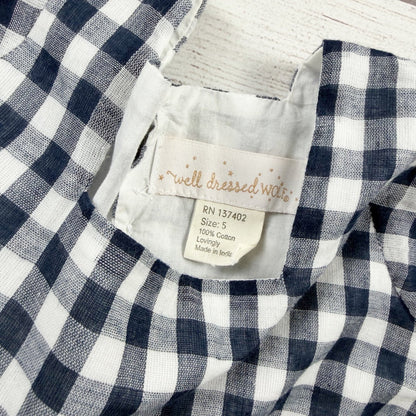 well dressed WOLF
RN 137402
Size: 5
100% Cotton
Lovingly
Made in India